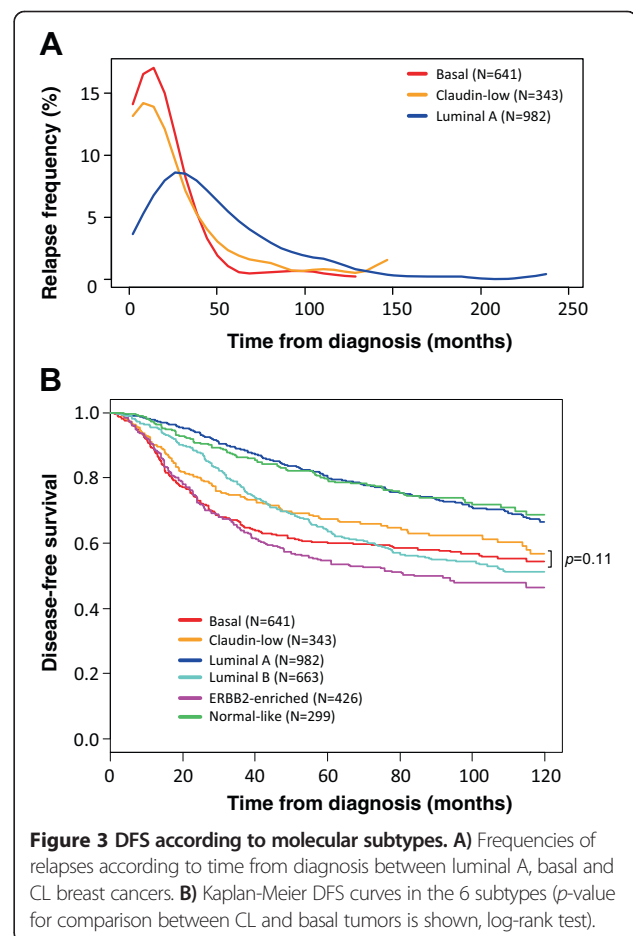 A
Relapse frequency (%)
15
10
5
0
Basal (N=641)
Claudin-low (N=343)
Luminal A (N=982)
0 50 100 150 200 250
Time from diagnosis (months)
B
Disease-free survival
1.0
0.8
0.6
0.4
0.2
0.0
p=0.11
Basal (N=641)
Claudin-low (N=343)
Luminal A (N=982)
Luminal B (N=663)
ERBB2-enriched (N=426)
Normal-like (N=299)
0 20 40 60 80 100 120
Time from diagnosis (months)
Figure 3 DFS according to molecular subtypes. A) Frequencies of
relapses according to time from diagnosis between luminal A, basal and
CL breast cancers. B) Kaplan-Meier DFS curves in the 6 subtypes (p-value
for comparison between CL and basal tumors is shown, log-rank test).